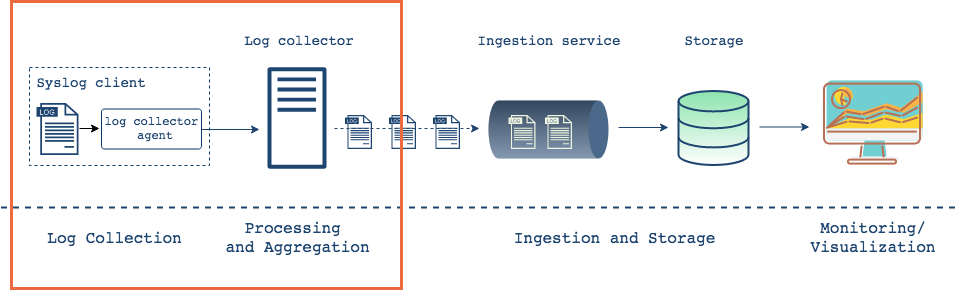 Log collector
Ingestion service
Storage
Syslog client
LOG
log collector
agent
LOG
LOG
LOG
LOG
LOG
Log Collection
Processing
and Aggregation
Ingestion and Storage
Monitoring/
Visualization